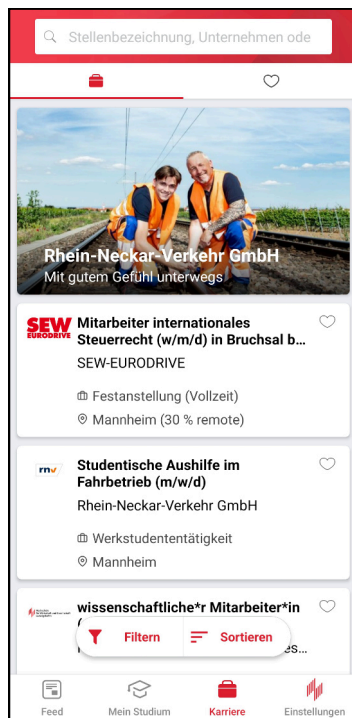 Stellenbezeichnung, Unternehmen ode
Rhein-Neckar-Verkehr GmbH
Mit gutem Gefühl unterwegs
SEW
EURODRIVE
Mitarbeiter internationales
Steuerrecht (w/m/d) in Bruchsal b...
SEW-EURODRIVE
Festanstellung (Vollzeit)
Mannheim (30 % remote)
rnv
Studentische Aushilfe im
Fahrbetrieb (m/w/d)
Rhein-Neckar-Verkehr GmbH
Werkstudententätigkeit
Mannheim
wissenschaftliche*r Mitarbeiter*in
Filtern
Sortieren
Feed
Mein Studium
Karriere
Einstellungen